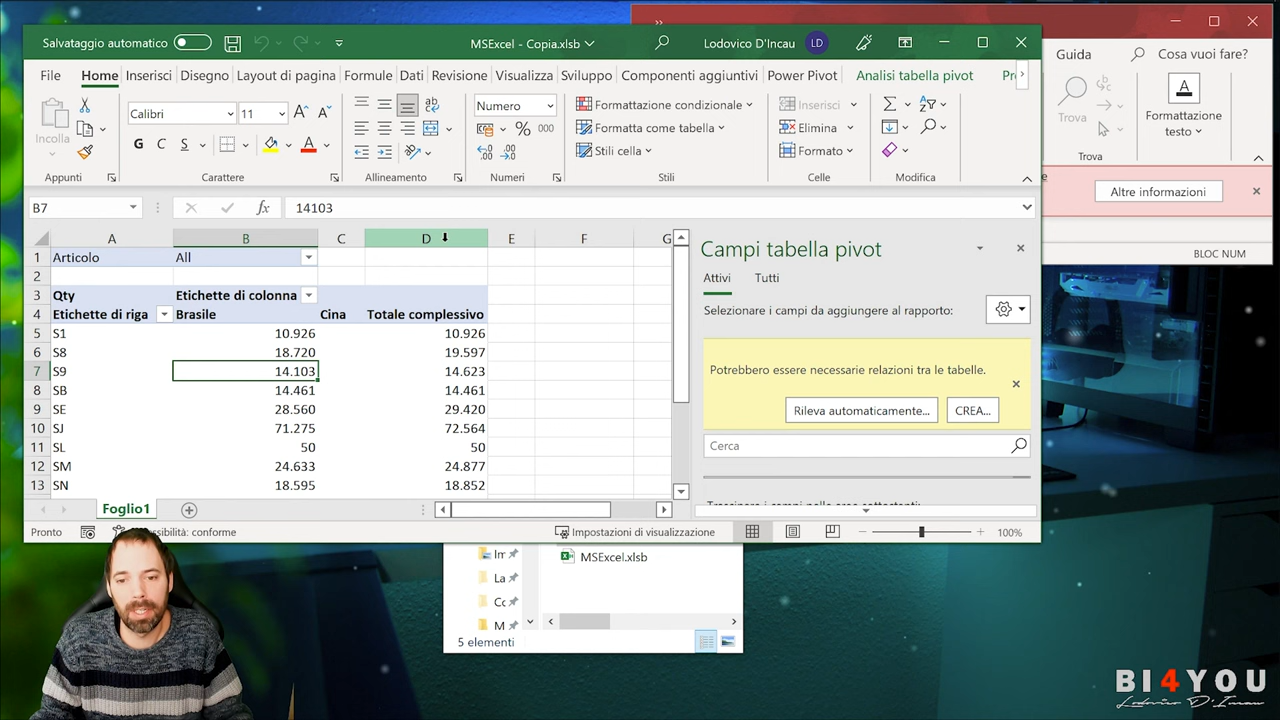 Salvataggio automatico
MSExcel - Copia.xlsb
Lodovico D'Incau
LD
File Home Inserisci Disegno Layout di pagina Formule Dati Revisione Visualizza Sviluppo Componenti aggiuntivi Power Pivot Analisi tabella pivot
Incolla
Calibri 11
G C S
Numero
% 000
Formattazione condizionale
Formatta come tabella
Stili cella
Inserisci
Elimina
Formato
Appunti Carattere Allineamento Numeri Stili Celle Modifica
B7 fx 14103
A B C D E F G
1 Articolo All
2
3 Qty Etichette di colonna
4 Etichette di riga Brasile Cina Totale complessivo
5 S1 10.926 10.926
6 S8 18.720 19.597
7 S9 14.103 14.623
8 SB 14.461 14.461
9 SE 28.560 29.420
10 SJ 71.275 72.564
11 SL 50 50
12 SM 24.633 24.877
13 SN 18.595 18.852
Foglio1
Pronto
conforme
Impostazioni di visualizzazione
100%
Campi tabella pivot
Attivi Tutti
Selezionare i campi da aggiungere al rapporto:
Potrebbero essere necessarie relazioni tra le tabelle.
Rileva automaticamente... CREA...
Cerca
Guida Cosa vuoi fare?
Trova
Formattazione
testo
Trova
Altre informazioni
BLOC NUM
Im
La
Cc
M
MSExcel.xlsb
5 elementi
BI4YOU
Lodovico D'Incau